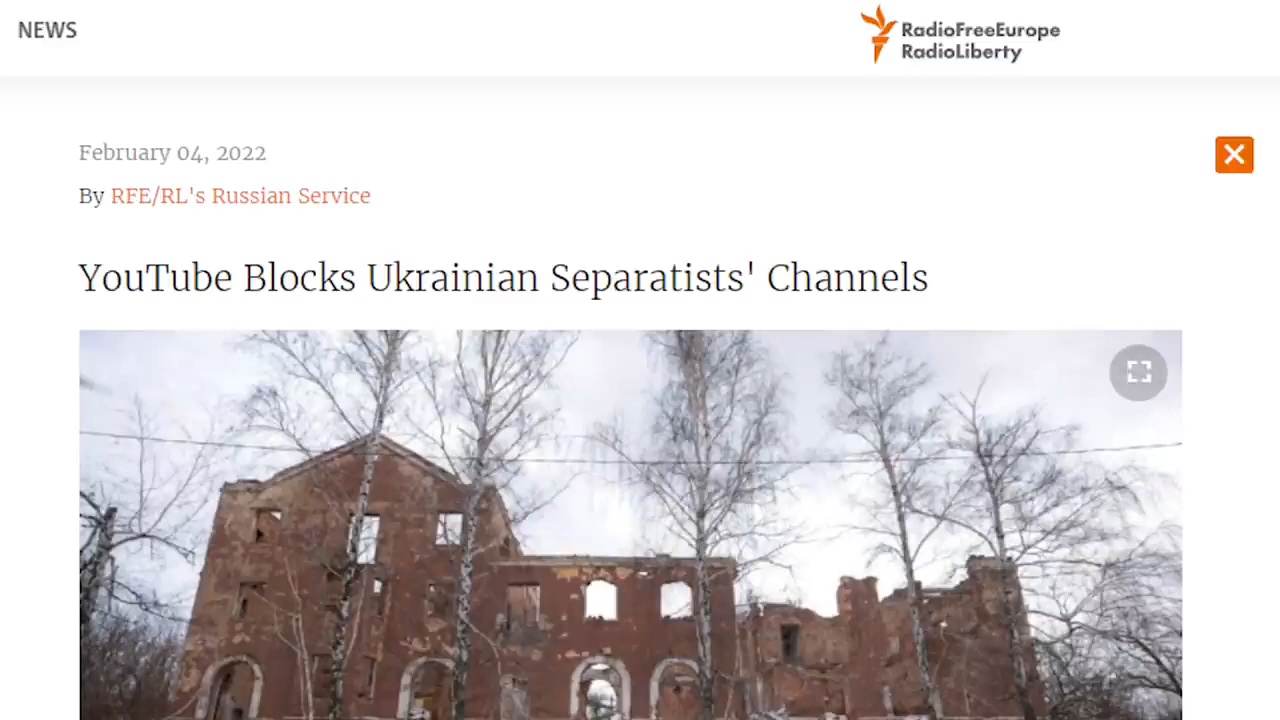 NEWS
RadioFreeEurope
RadioLiberty
February 04, 2022
By RFE/RL's Russian Service
YouTube Blocks Ukrainian Separatists' Channels